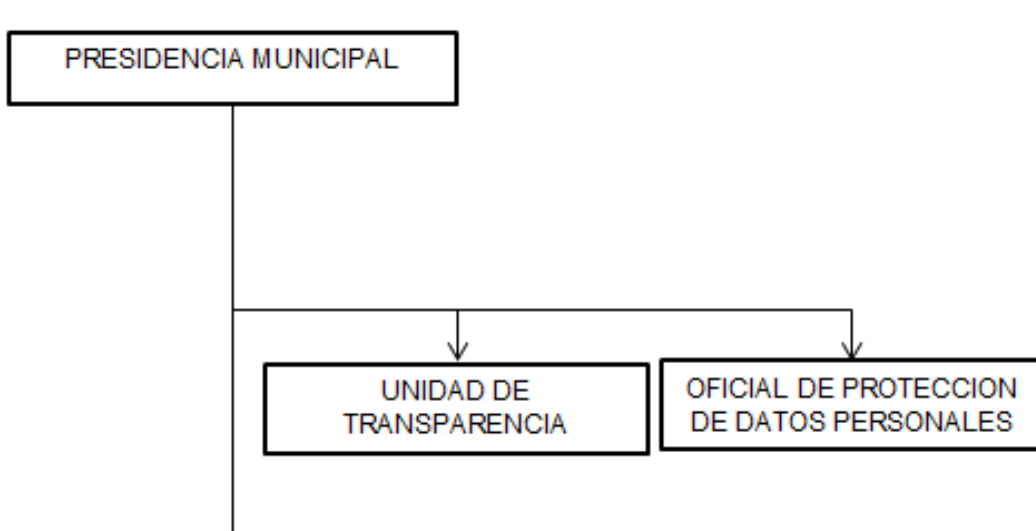 PRESIDENCIA MUNICIPAL
UNIDAD DE
TRANSPARENCIA
OFICIAL DE PROTECCION
DE DATOS PERSONALES